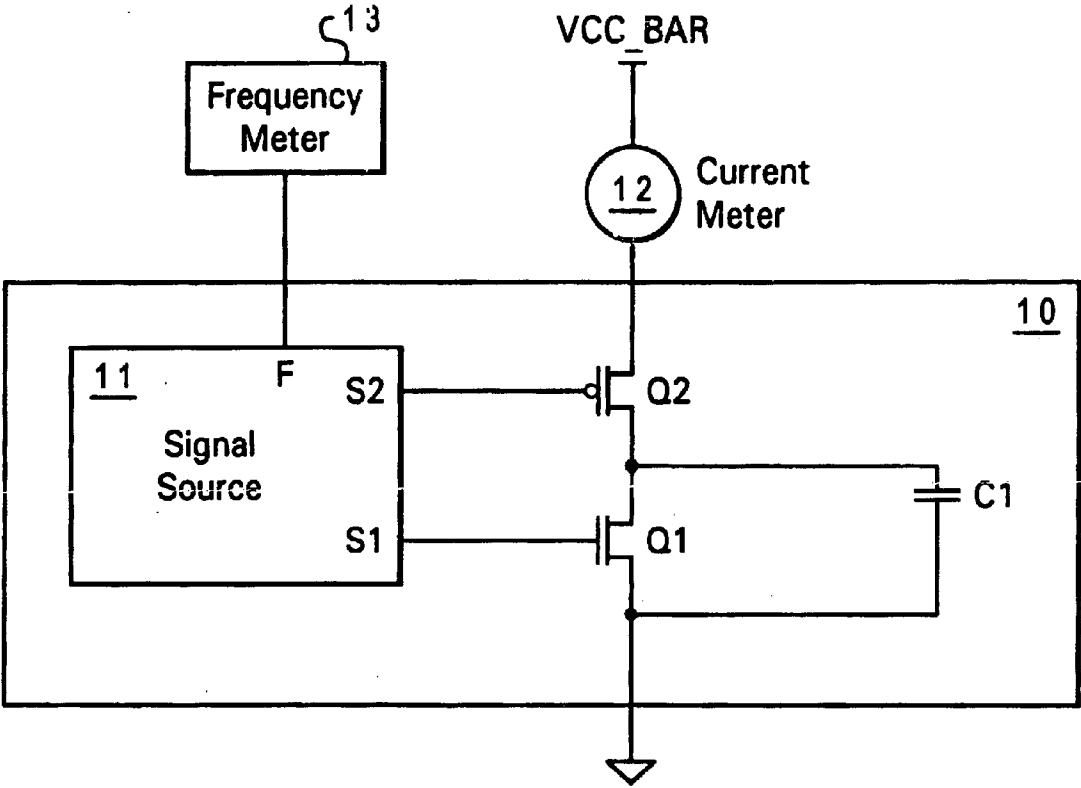 13
VCC_BAR
Frequency
Meter
12
Current
Meter
10
11
F
S2
Q2
Signal
Source
C1
S1
Q1